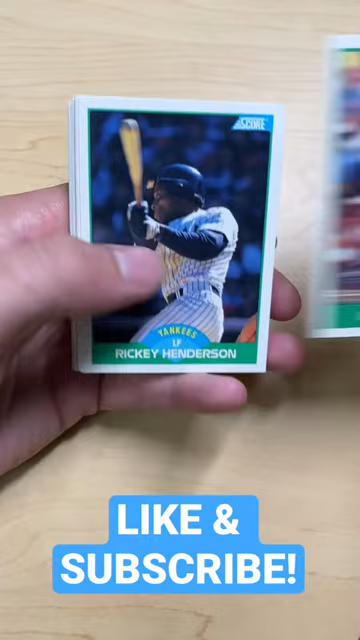 SCORE
YANKEES
LF
RICKEY HENDERSON
LIKE &
SUBSCRIBE!